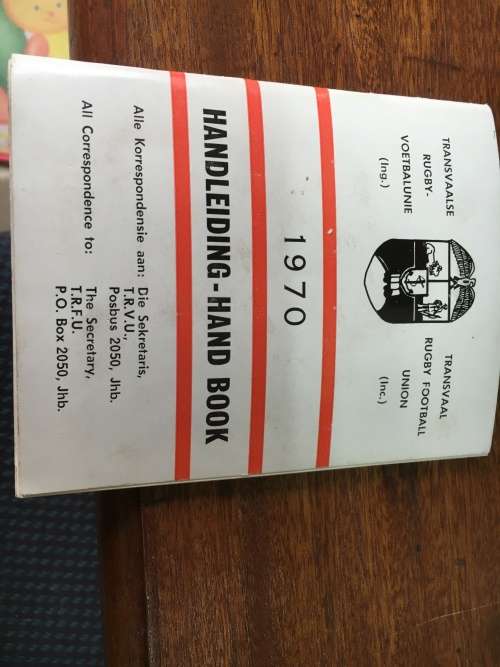 TRANSVAALSE
RUGBY-
VOETBALUNIE
(Ing.)
TRANSVAAL
RUGBY FOOTBALL
UNION
(Inc.)
1970
HANDLEIDING - HAND BOOK
Alle Korrespondensie aan: Die Sekretaris,
T.R.V.U.,
Posbus 2050, Jhb.
All Correspondence to: The Secretary,
T.R.F.U.
P.O. Box 2050, Jhb.